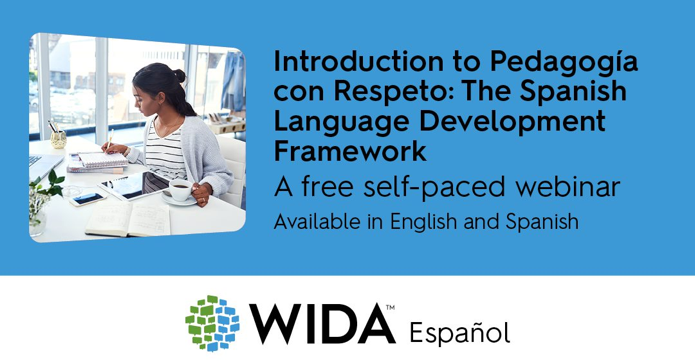 Introduction to Pedagogía
con Respeto: The Spanish
Language Development
Framework
A free self-paced webinar
Available in English and Spanish
WIDA™ Español